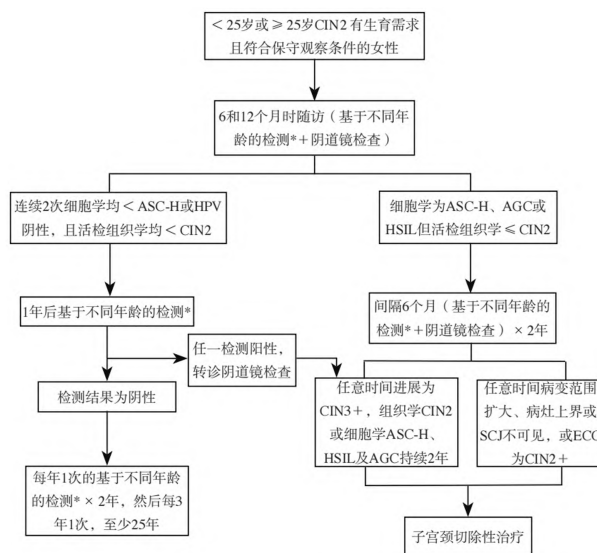 ＜25岁或≥25岁CIN2有生育需求
且符合保守观察条件的女性
6和12个月时随访（基于不同年
龄的检测*＋阴道镜检查）
连续2次细胞学均＜ASC-H或HPV
阴性，且活检组织学均＜CIN2
细胞学为ASC-H、AGC或
HSIL但活检组织学≤CIN2
1年后基于不同年龄的检测*
间隔6个月（基于不同年龄的
检测*＋阴道镜检查）×2年
任一检测阳性，
转诊阴道镜检查
检测结果为阴性
任意时间进展为
CIN3＋，组织学CIN2
或细胞学ASC-H、
HSIL及AGC持续2年
任意时间病变范围
扩大、病灶上界或
SCJ不可见，或ECC
为CIN2＋
每年1次的基于不同年龄
的检测*×2年，然后每3
年1次，至少25年
子宫颈切除性治疗